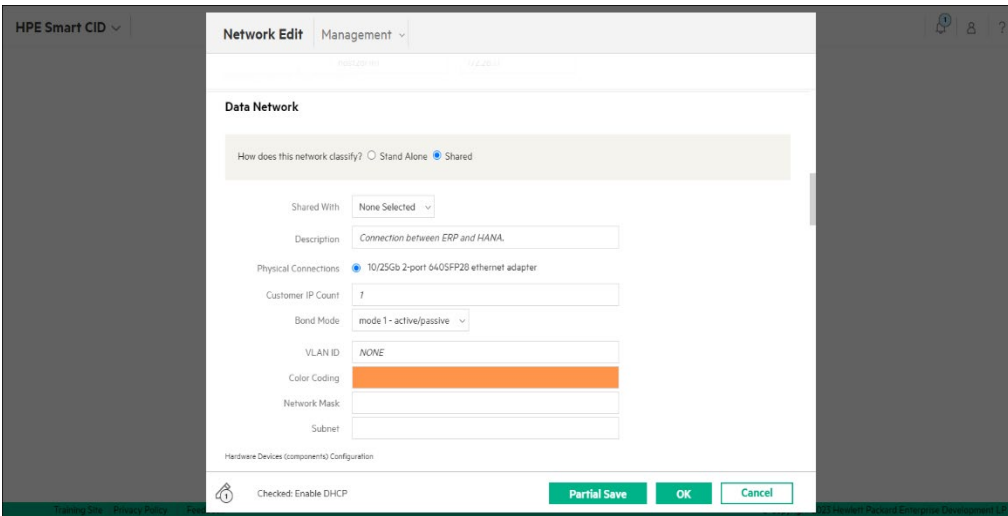 HPE Smart CID
Network Edit Management
1
?
Data Network
How does this network classify? Stand Alone Shared
Shared With None Selected
Description Connection between ERP and HANA.
Physical Connections 10/25Gb 2-port 640SFP28 ethernet adapter
Customer IP Count 1
Bond Mode mode 1 - active/passive
VLAN ID NONE
Color Coding
Network Mask
Subnet
Hardware Devices (components) Configuration
1 Checked: Enable DHCP Partial Save OK Cancel
Training Site Privacy Policy Hewlett Packard Enterprise Development